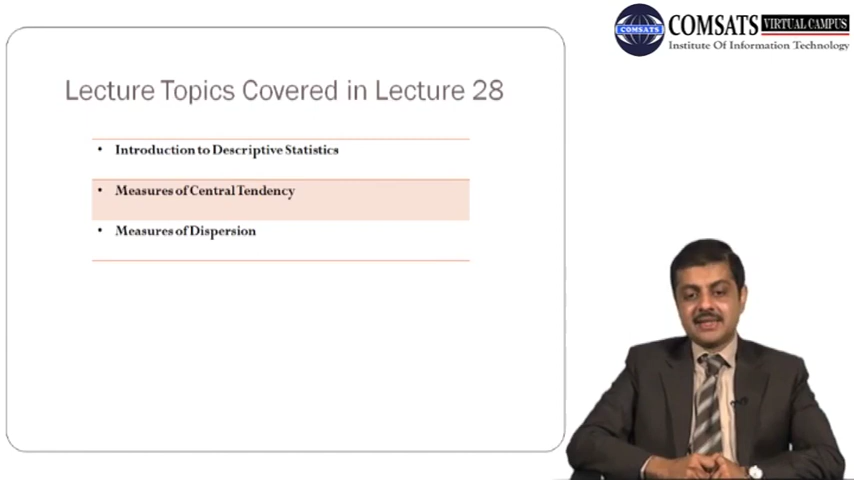 COMSATS VIRTUAL CAMPUS
Institute Of Information Technology
COMSATS
Lecture Topics Covered in Lecture 28
• Introduction to Descriptive Statistics
• Measures of Central Tendency
• Measures of Dispersion